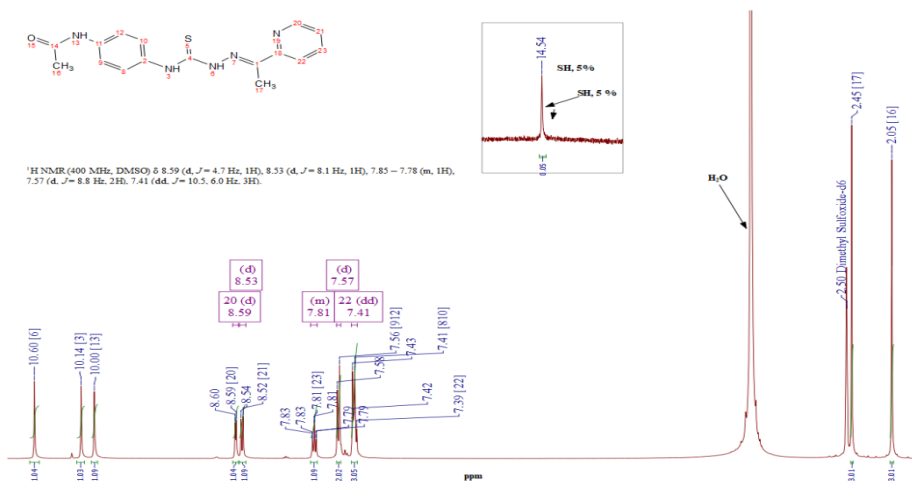 O
15
14
CH₃
16
NH
13
12
11
9
10
8
2
NH
3
S
5
4
NH
6
N
7
CH₃
17
N
19
18
20
21
23
22
14.54
SH, 5%
SH, 5 %
0.05
¹H NMR (400 MHz, DMSO) δ 8.59 (d, J = 4.7 Hz, 1H), 8.53 (d, J = 8.1 Hz, 1H), 7.85 – 7.78 (m, 1H),
7.57 (d, J = 8.8 Hz, 2H), 7.41 (dd, J = 10.5, 6.0 Hz, 3H).
H₂O
2.50 Dimethyl Sulfoxide-d6
2.45 [17]
2.05 [16]
(d)
8.53
20 (d)
8.59
(d)
7.57
(m)
7.81
22 (dd)
7.41
10.60 [6]
10.14 [3]
10.00 [13]
8.60
8.59 [20]
8.54
8.52 [21]
7.83
7.83
7.81 [23]
7.81
7.79
7.79
7.58
7.56 [912]
7.43
7.41 [810]
7.42
7.39 [22]
1.04
1.03
1.09
1.04
1.09
1.09
2.02
3.05
3.01
3.01
ppm